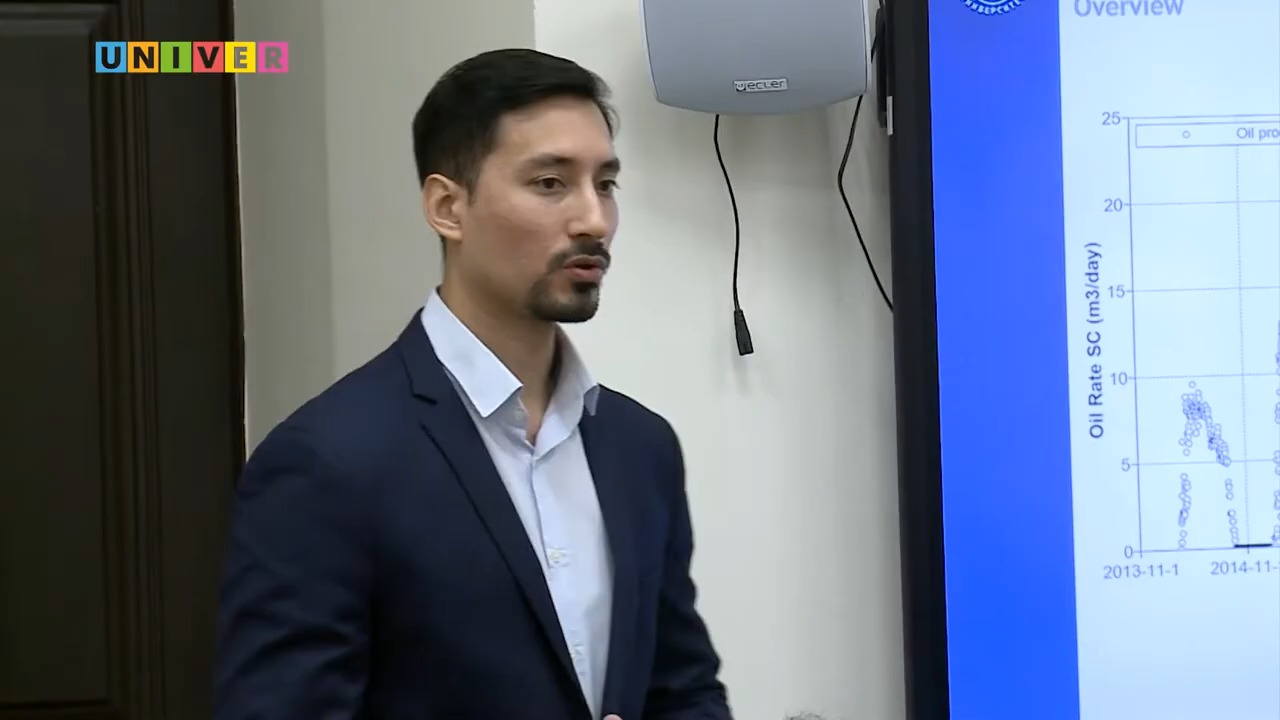 UNIVER
ecler
Overview
25
Oil
20
Oil Rate SC (m3/day)
15
10
5
0
2013-11-1
2014-11-